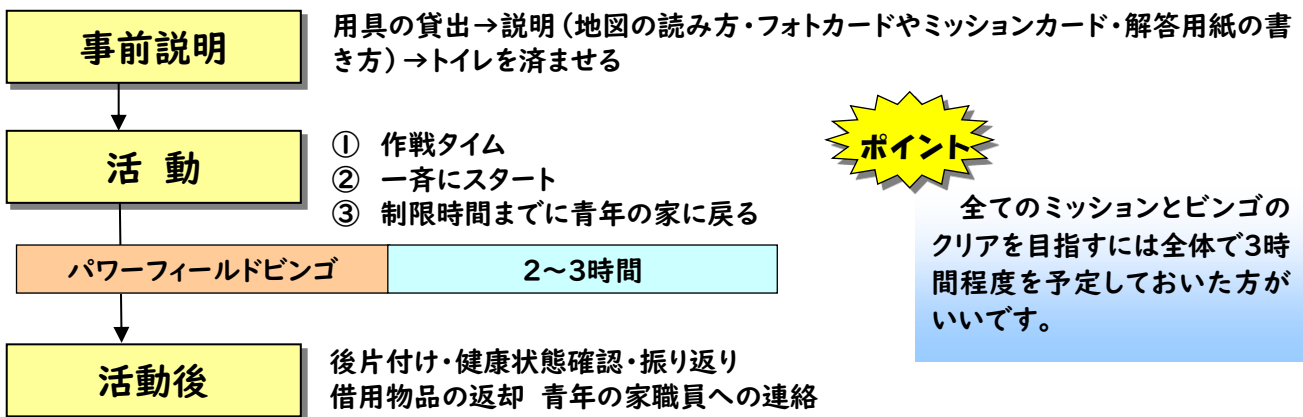 事前説明
用具の貸出→説明(地図の読み方・フォトカードやミッションカード・解答用紙の書
き方)→トイレを済ませる
活 動
① 作戦タイム
② 一斉にスタート
③ 制限時間までに青年の家に戻る
ポイント
全てのミッションとビンゴの
クリアを目指すには全体で3時
間程度を予定しておいた方が
いいです。
パワーフィールドビンゴ
2~3時間
活動後
後片付け・健康状態確認・振り返り
借用物品の返却 青年の家職員への連絡